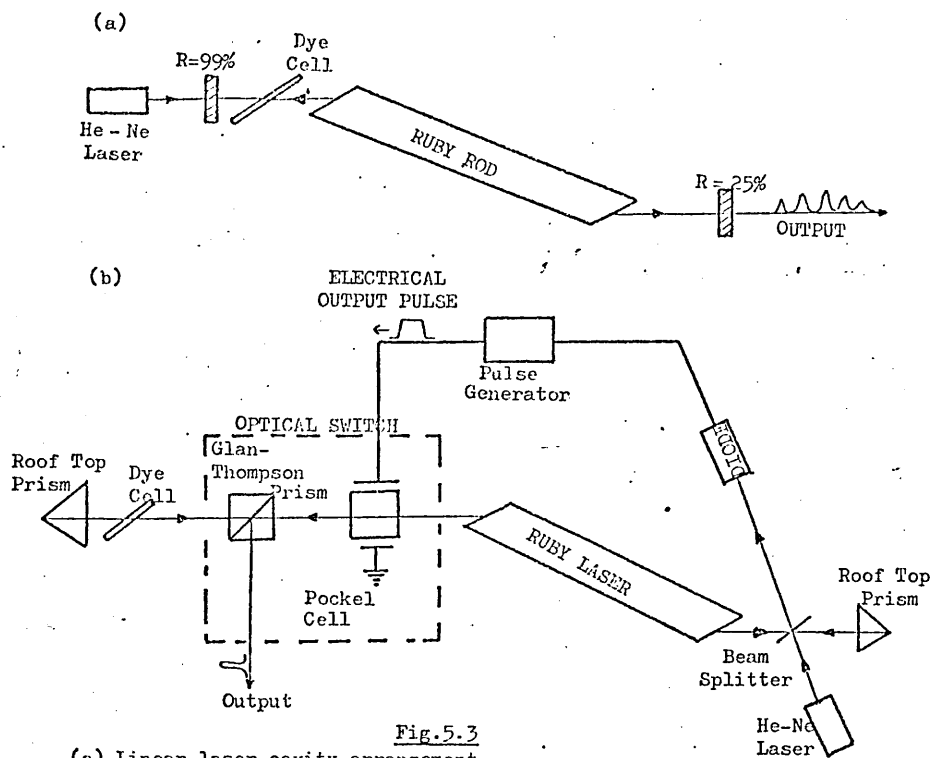 (a)
R=99%
Dye
Cell
He-Ne
Laser
RUBY ROD
R = 25%
OUTPUT
(b)
ELECTRICAL
OUTPUT PULSE
Pulse
Generator
OPTICAL SWITCH
Glan-
Thompson
Prism
DIODE
Roof Top
Prism
Dye
Cell
RUBY LASER
Roof Top
Prism
Pockel
Cell
Beam
Splitter
Output
He-Ne
Laser
Fig.5.3
(a) Linear laser cavity arrangement